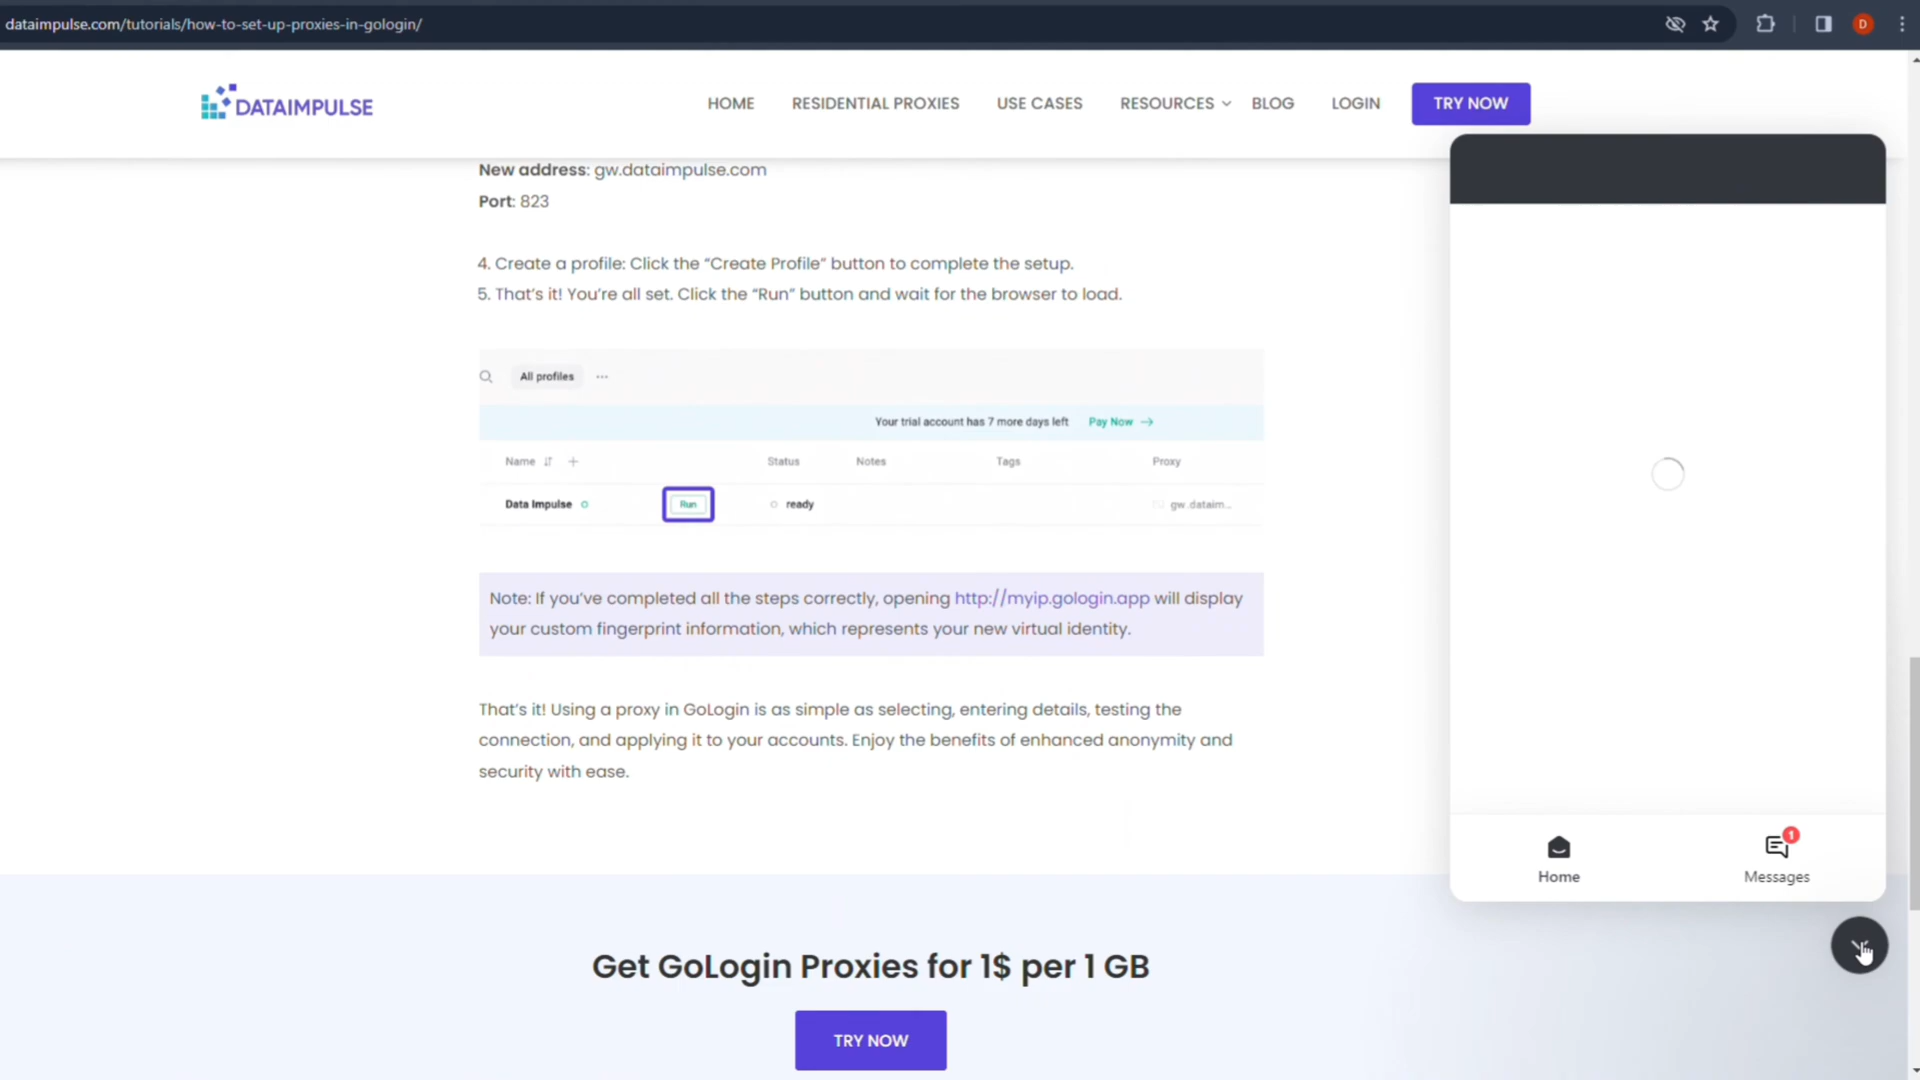 dataimpulse.com/tutorials/how-to-set-up-proxies-in-gologin/
D
DATAIMPULSE
HOME RESIDENTIAL PROXIES USE CASES RESOURCES BLOG LOGIN TRY NOW
New address: gw.dataimpulse.com
Port: 823
4. Create a profile: Click the “Create Profile” button to complete the setup.
5. That’s it! You’re all set. Click the “Run” button and wait for the browser to load.
All profiles ...
Your trial account has 7 more days left Pay Now →
Name Status Notes Tags Proxy
Data Impulse Run ready gw.dataim...
Note: If you’ve completed all the steps correctly, opening http://myip.gologin.app will display
your custom fingerprint information, which represents your new virtual identity.
That’s it! Using a proxy in GoLogin is as simple as selecting, entering details, testing the
connection, and applying it to your accounts. Enjoy the benefits of enhanced anonymity and
security with ease.
1
Home Messages
Get GoLogin Proxies for 1$ per 1 GB
TRY NOW